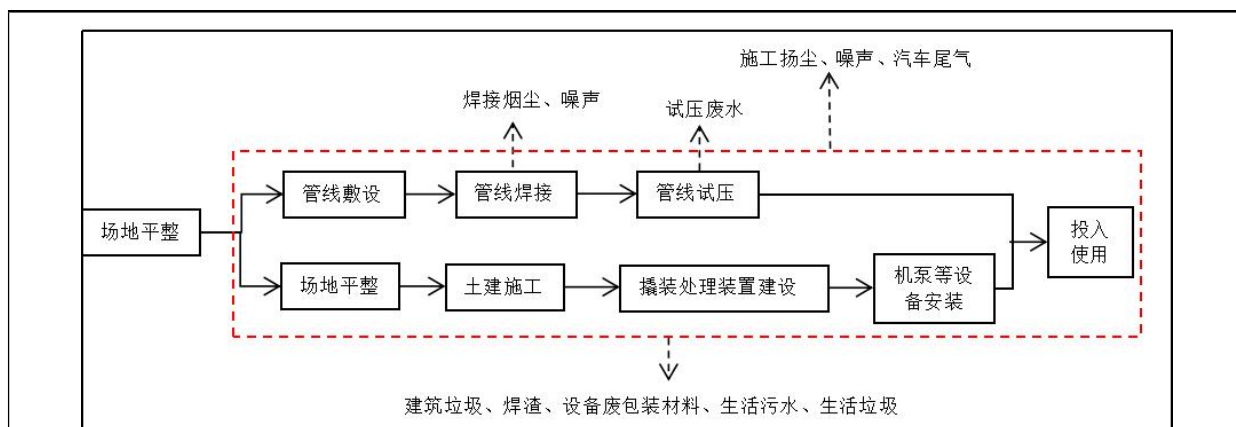 施工扬尘、噪声、汽车尾气
焊接烟尘、噪声
试压废水
管线敷设
管线焊接
管线试压
场地平整
投入
使用
场地平整
土建施工
撬装处理装置建设
机泵等设
备安装
建筑垃圾、焊渣、设备废包装材料、生活污水、生活垃圾